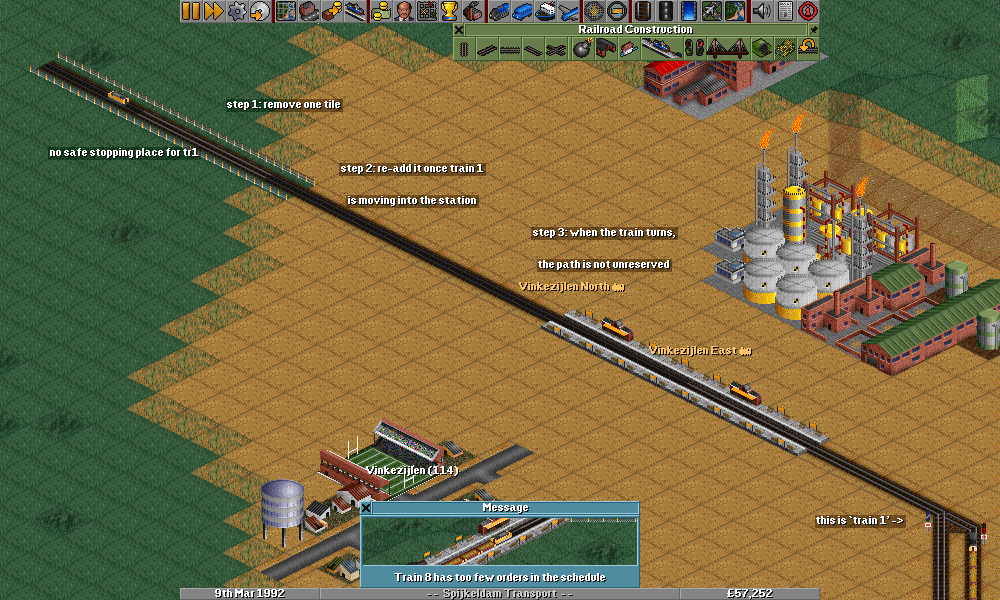 Railroad Construction
step 1: remove one tile
no safe stopping place for tr1
step 2: re-add it once train 1
is moving into the station
step 3: when the train turns,
the path is not unreserved
Vinkezijlen North
Vinkezijlen East
Vinkezijlen (114)
Message
this is `train 1' ->
Train 8 has too few orders in the schedule
9th Mar 1992
-- Spijkeldam Transport --
£57,252